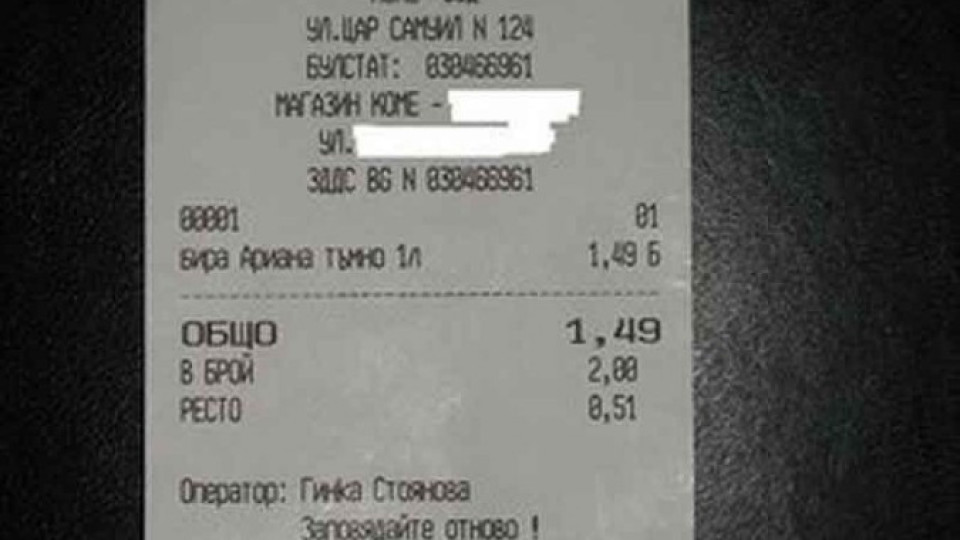 УЛ.ЦАР САМУИЛ N 124
БУЛСТАТ: 030466961
МАГАЗИН КОМЕ -
УЛ.
ЗДДС BG N 030466961
00001 01
бира Ариана тъмно 1л 1,49 Б
ОБЩО 1,49
В БРОЙ 2,00
РЕСТО 0,51
Оператор: Гинка Стоянова
Заповядайте отново !